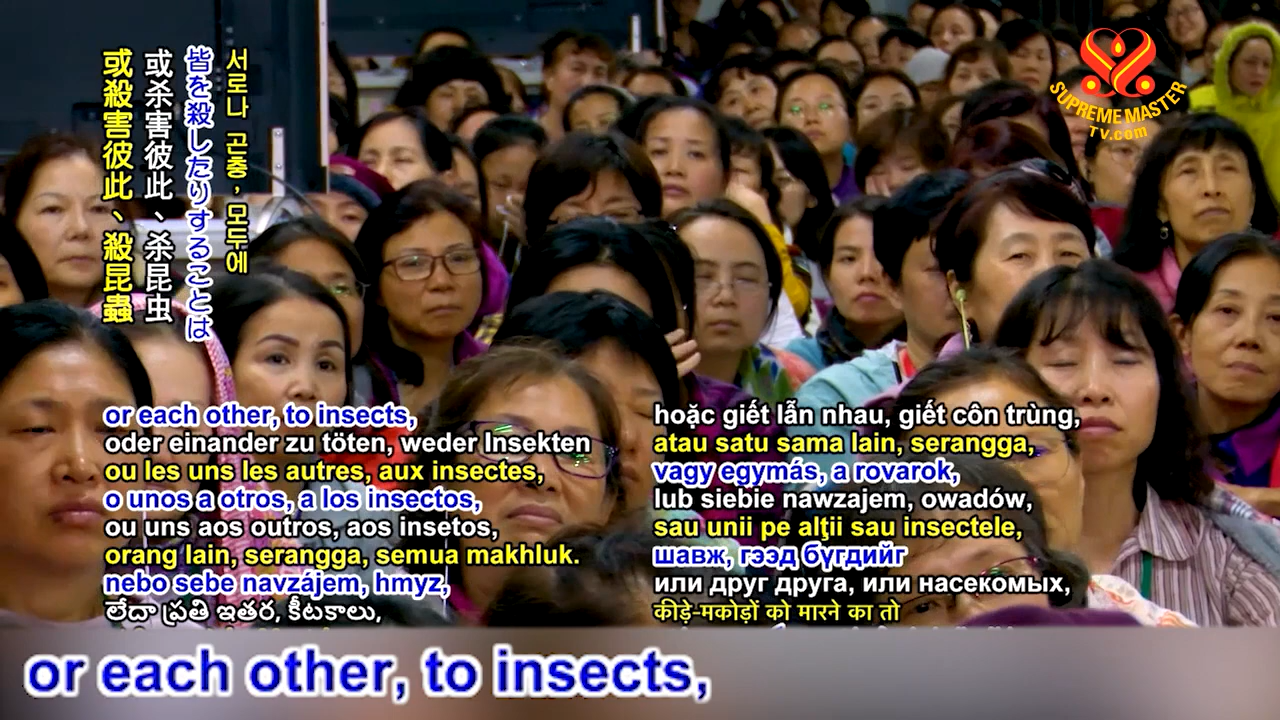 或殺害彼此、殺昆蟲
或杀害彼此、杀昆虫
皆を殺したりすることは
서로나 곤충, 모두에
SUPREME MASTER
TV.com
or each other, to insects,
oder einander zu töten, weder Insekten
ou les uns les autres, aux insectes,
o unos a otros, a los insectos,
ou uns aos outros, aos insetos,
orang lain, serangga, semua makhluk.
nebo sebe navzájem, hmyz,
లేదా ప్రతి ఇతర, కీటకాలు,
hoặc giết lẫn nhau, giết côn trùng,
atau satu sama lain, serangga,
vagy egymás, a rovarok,
lub siebie nawzajem, owadów,
sau unii pe alţii sau insectele,
шавж, гээд бүгдийг
или друг друга, или насекомых,
कीड़े-मकोड़ों को मारने का तो
or each other, to insects,